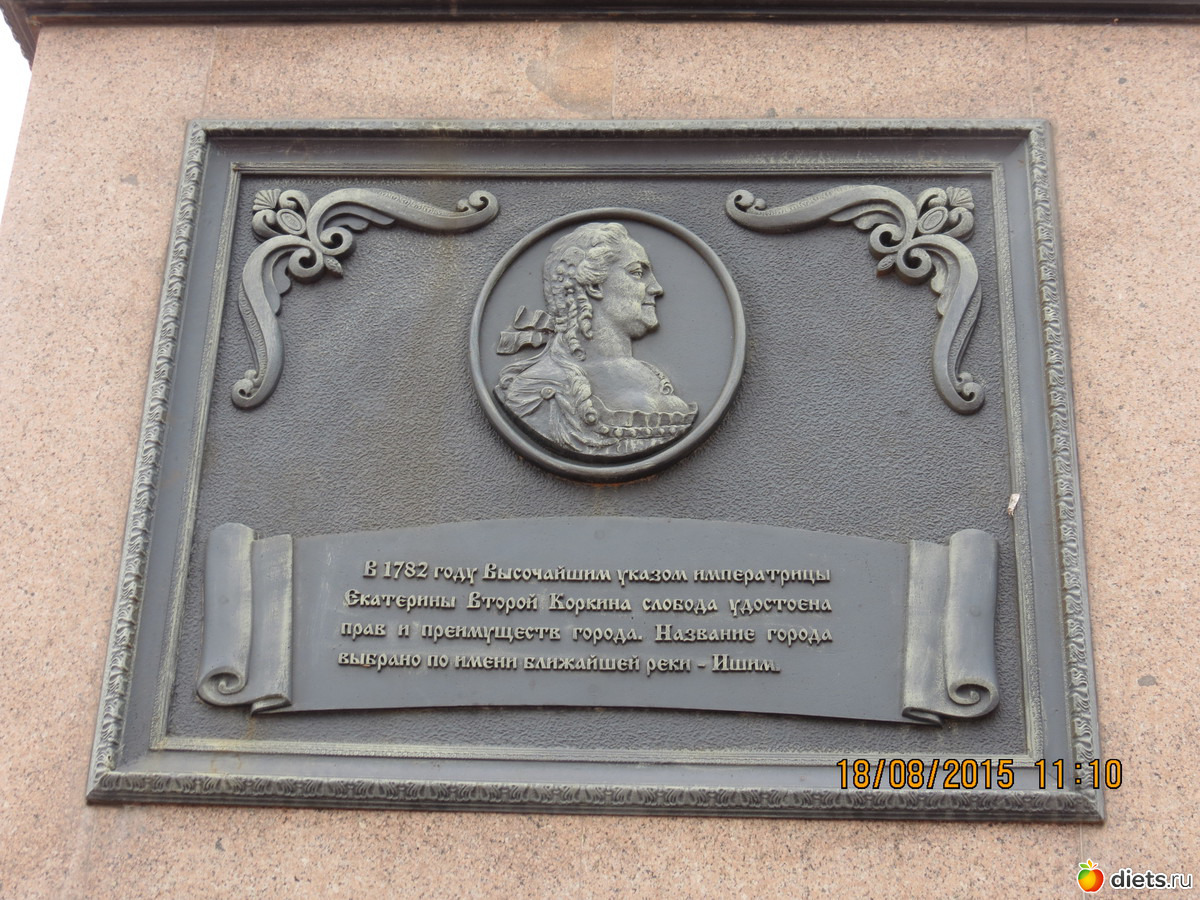 В 1782 году Высочайшим указом императрицы
Екатерины Второй Коркина слобода удостоена
прав и преимуществ города. Название города
выбрано по имени ближайшей реки - Ишим.
18/08/2015 11:10
diets.ru